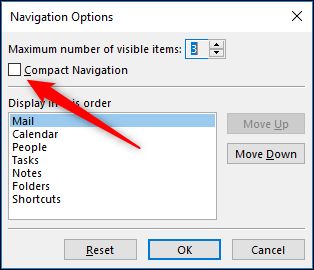 Navigation Options
Maximum number of visible items: 3
Compact Navigation
Display in this order
Mail
Move Up
Calendar
People
Move Down
Tasks
Notes
Folders
Shortcuts
Reset OK Cancel